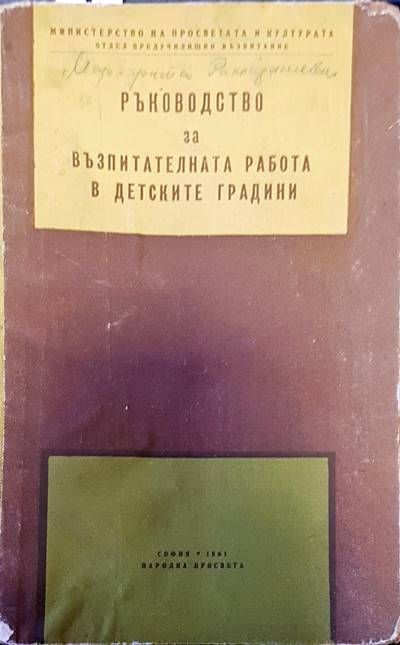 МИНИСТЕРСТВО НА ПРОСВЕТАТА И КУЛТУРАТА
ОТДЕЛ ПРЕДУЧИЛИЩНО ВЪЗПИТАНИЕ
РЪКОВОДСТВО
за
ВЪЗПИТАТЕЛНАТА РАБОТА
В ДЕТСКИТЕ ГРАДИНИ
СОФИЯ * 1961
НАРОДНА ПРОСВЕТА